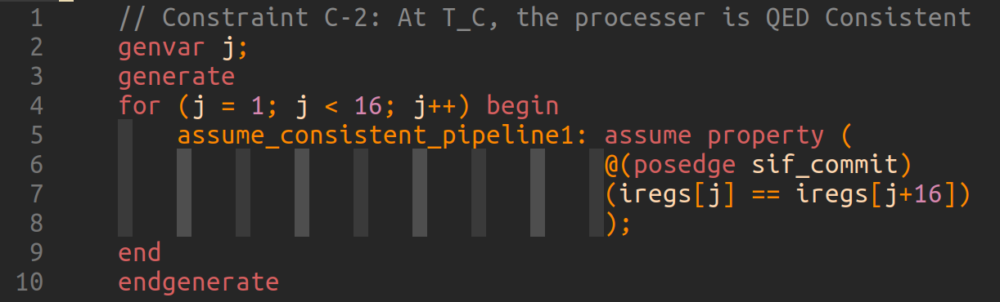 1 // Constraint C-2: At T_C, the processer is QED Consistent
2 genvar j;
3 generate
4 for (j = 1; j < 16; j++) begin
5 assume_consistent_pipeline1: assume property (
6 @(posedge sif_commit)
7 (iregs[j] == iregs[j+16])
8 );
9 end
10 endgenerate